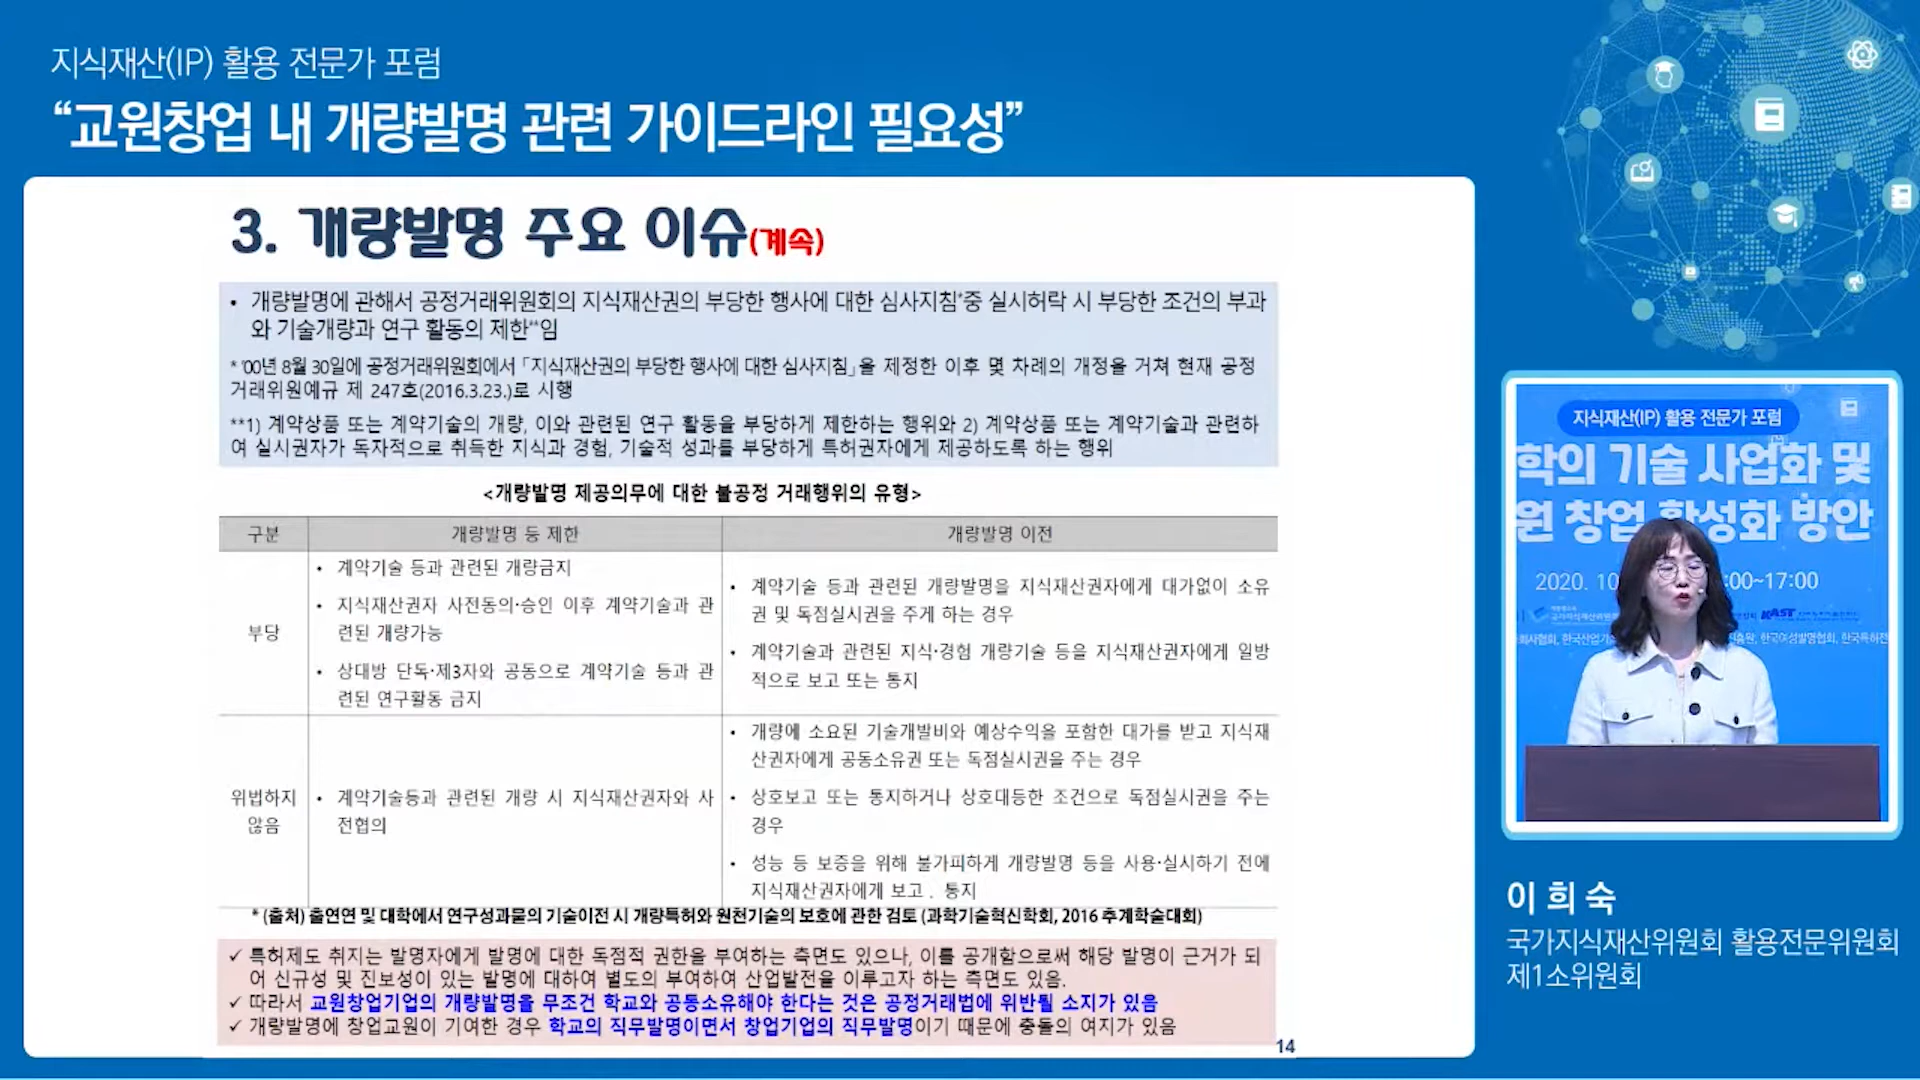 지식재산(IP) 활용 전문가 포럼
“교원창업 내 개량발명 관련 가이드라인 필요성”
3. 개량발명 주요 이슈(계속)
• 개량발명에 관해서 공정거래위원회의 지식재산권의 부당한 행사에 대한 심사지침*중 실시허락 시 부당한 조건의 부과
와 기술개량과 연구 활동의 제한**임
* ’00년 8월 30일에 공정거래위원회에서 「지식재산권의 부당한 행사에 대한 심사지침」을 제정한 이후 몇 차례의 개정을 거쳐 현재 공정
거래위원예규 제 247호(2016.3.23.)로 시행
**1) 계약상품 또는 계약기술의 개량, 이와 관련된 연구 활동을 부당하게 제한하는 행위와 2) 계약상품 또는 계약기술과 관련하
여 실시권자가 독자적으로 취득한 지식과 경험, 기술적 성과를 부당하게 특허권자에게 제공하도록 하는 행위
<개량발명 제공의무에 대한 불공정 거래행위의 유형>
구분 개량발명 등 제한 개량발명 이전
부당
• 계약기술 등과 관련된 개량금지
• 지식재산권자 사전동의·승인 이후 계약기술과 관
련된 개량가능
• 상대방 단독·제3자와 공동으로 계약기술 등과 관
련된 연구활동 금지
• 계약기술 등과 관련된 개량발명을 지식재산권자에게 대가없이 소유
권 및 독점실시권을 주게 하는 경우
• 계약기술과 관련된 지식·경험 개량기술 등을 지식재산권자에게 일방
적으로 보고 또는 통지
위법하지
않음
• 계약기술등과 관련된 개량 시 지식재산권자와 사
전협의
• 개량에 소요된 기술개발비와 예상수익을 포함한 대가를 받고 지식재
산권자에게 공동소유권 또는 독점실시권을 주는 경우
• 상호보고 또는 통지하거나 상호대등한 조건으로 독점실시권을 주는
경우
• 성능 등 보증을 위해 불가피하게 개량발명 등을 사용·실시하기 전에
지식재산권자에게 보고 . 통지
* (출처) 출연연 및 대학에서 연구성과물의 기술이전 시 개량특허와 원천기술의 보호에 관한 검토 (과학기술혁신학회, 2016 추계학술대회)
✓ 특허제도 취지는 발명자에게 발명에 대한 독점적 권한을 부여하는 측면도 있으나, 이를 공개함으로써 해당 발명이 근거가 되
어 신규성 및 진보성이 있는 발명에 대하여 별도의 부여하여 산업발전을 이루고자 하는 측면도 있음.
✓ 따라서 교원창업기업의 개량발명을 무조건 학교와 공동소유해야 한다는 것은 공정거래법에 위반될 소지가 있음
✓ 개량발명에 창업교원이 기여한 경우 학교의 직무발명이면서 창업기업의 직무발명이기 때문에 충돌의 여지가 있음
14
지식재산(IP) 활용 전문가 포럼
학의 기술 사업화 및
원 창업 활성화 방안
2020. 10 :00~17:00
국가지식재산위원회
KAST
한국여성발명협회, 한국특허전
이 희 숙
국가지식재산위원회 활용전문위원회
제1소위원회